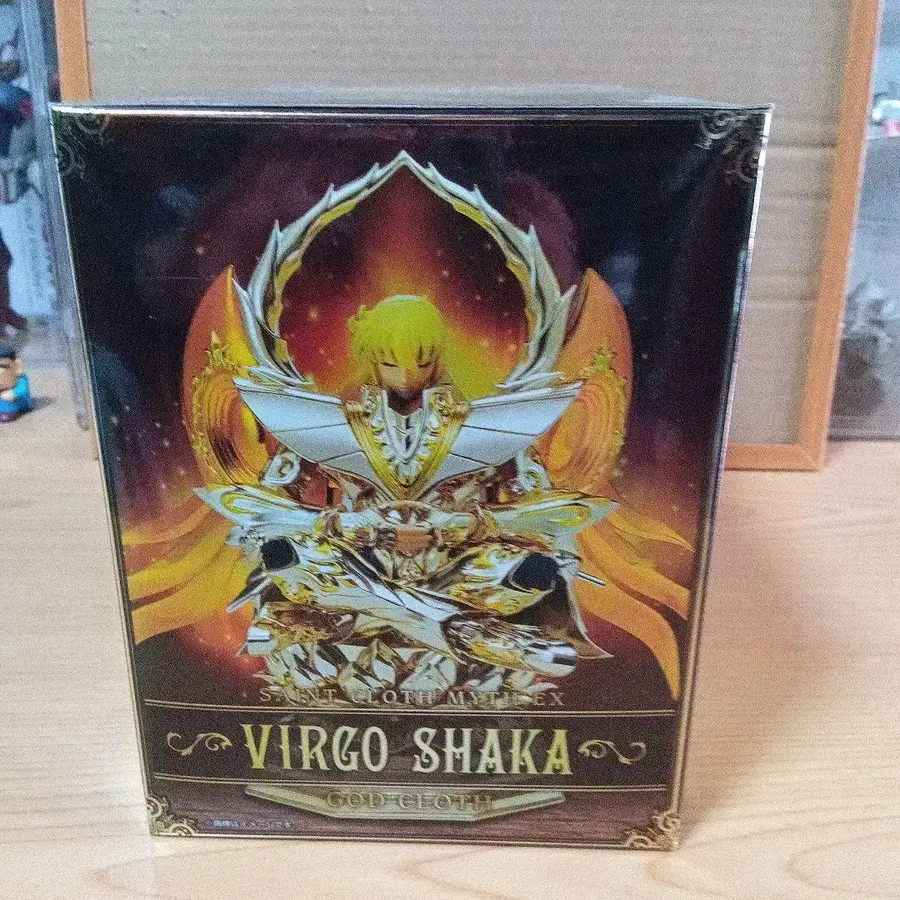 SAINT CLOTH MYTH EX
VIRGO SHAKA
GOD CLOTH